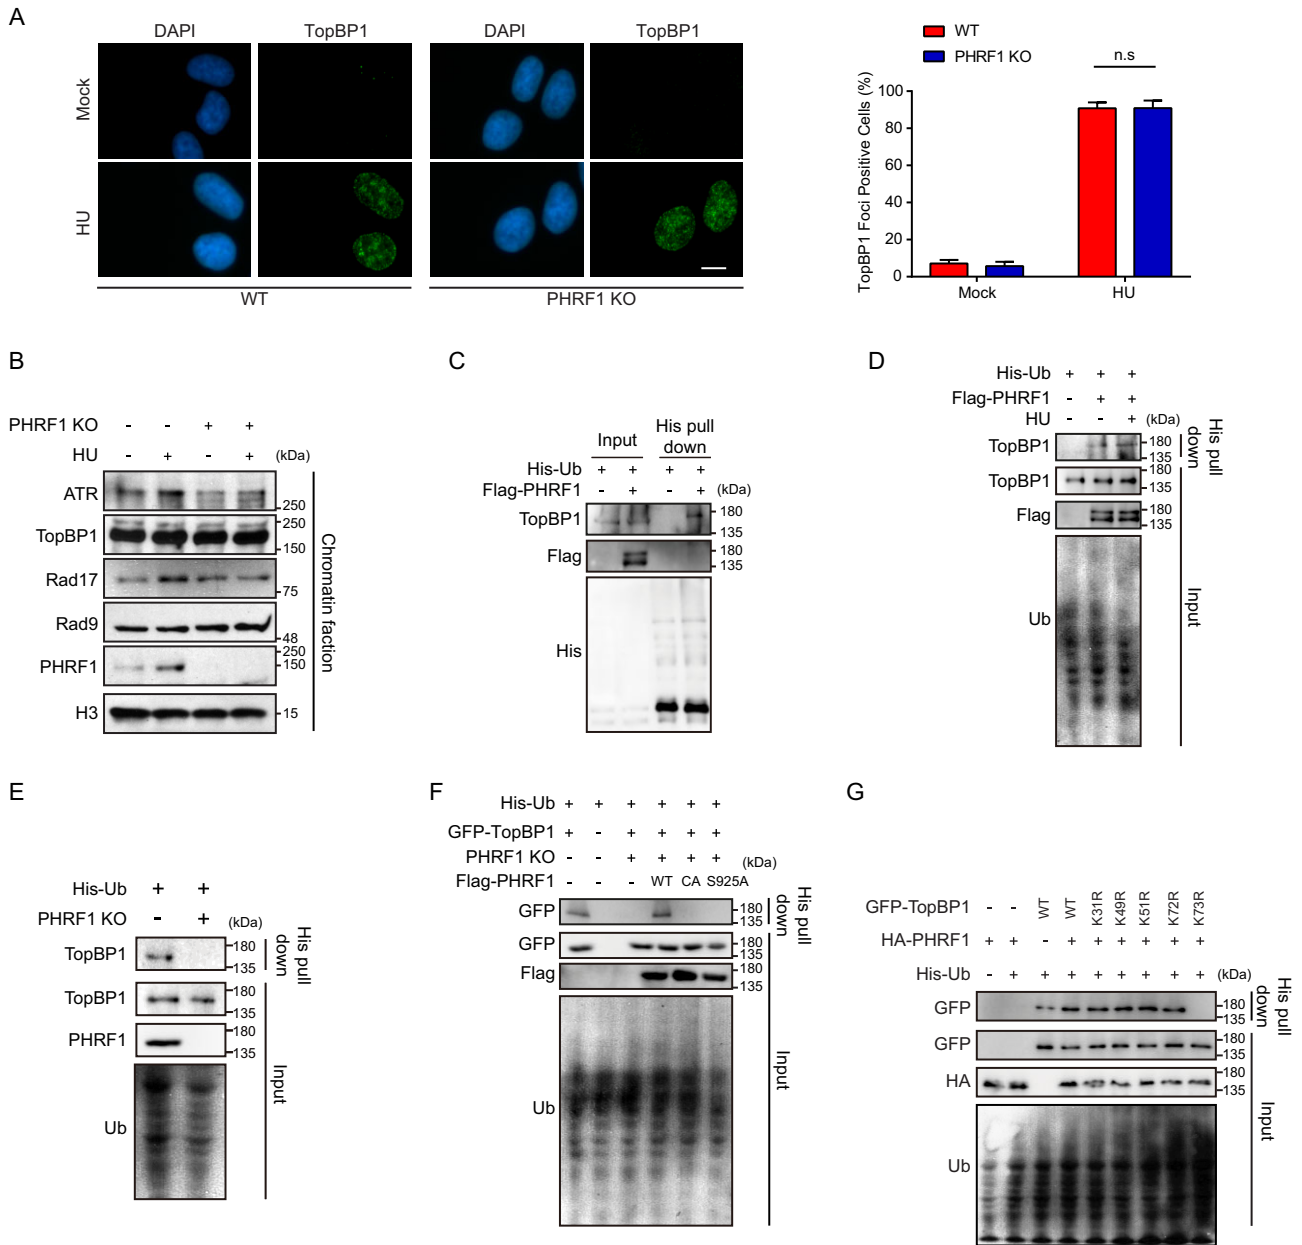 A
DAPI TopBP1 DAPI TopBP1
Mock
HU
WT PHRF1 KO
WT
PHRF1 KO
n.s
TopBP1 Foci Positive Cells (%)
100
80
60
40
20
0
Mock HU
B
PHRF1 KO - - + +
HU - + - + (kDa)
ATR 250
TopBP1 250 150
Rad17 75
Rad9 48
PHRF1 250 150
H3 15
Chromatin faction
C
Input His pull down
His-Ub + + + +
Flag-PHRF1 - + - + (kDa)
TopBP1 180 135
Flag 180 135
His
D
His-Ub + + +
Flag-PHRF1 - + +
HU - - + (kDa)
TopBP1 180 135
TopBP1 180 135
Flag 180 135
Ub
His pull down
Input
E
His-Ub + +
PHRF1 KO - + (kDa)
TopBP1 180 135
TopBP1 180 135
PHRF1 180 135
Ub
His pull down
Input
F
His-Ub + + + + + +
GFP-TopBP1 + - + + + +
PHRF1 KO - - + + + + (kDa)
Flag-PHRF1 - - - WT CA S925A
GFP 180 135
GFP 180 135
Flag 180 135
Ub
His pull down
Input
G
GFP-TopBP1 - - WT WT K31R K49R K51R K72R K73R
HA-PHRF1 + + - + + + + + +
His-Ub - + + + + + + + + (kDa)
GFP 180 135
GFP 180 135
HA 180 135
Ub
His pull down
Input